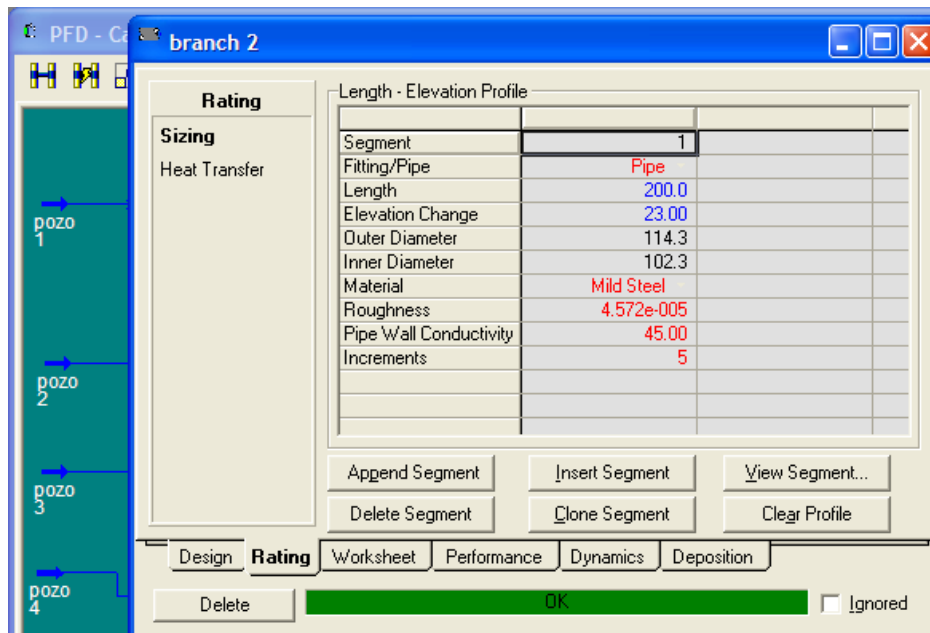 PFD - Ca
branch 2
Rating
Sizing
Heat Transfer
Length - Elevation Profile
Segment 1
Fitting/Pipe Pipe
Length 200.0
Elevation Change 23.00
Outer Diameter 114.3
Inner Diameter 102.3
Material Mild Steel
Roughness 4.572e-005
Pipe Wall Conductivity 45.00
Increments 5
Append Segment Insert Segment View Segment...
Delete Segment Clone Segment Clear Profile
Design Rating Worksheet Performance Dynamics Deposition
Delete OK Ignored
pozo
1
pozo
2
pozo
3
pozo
4